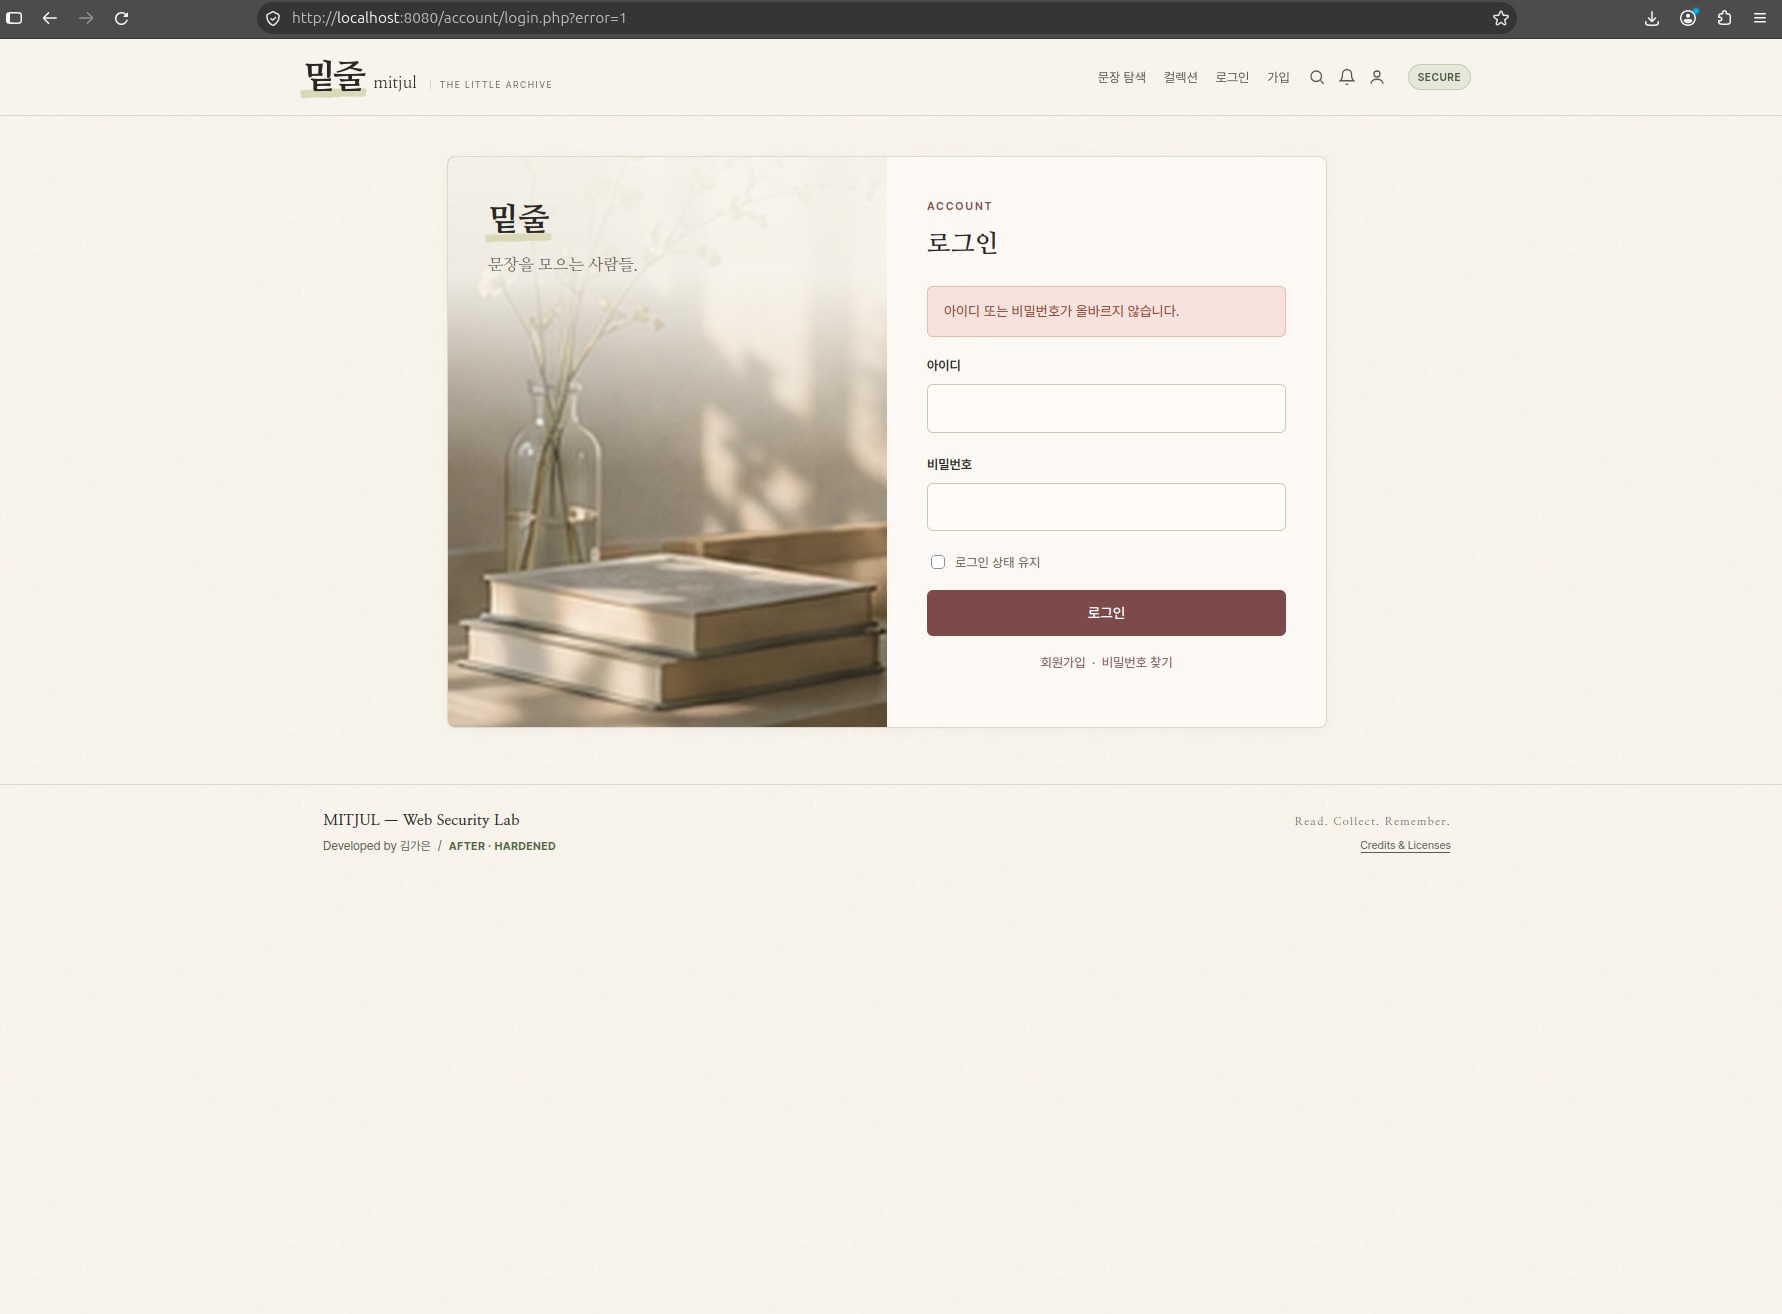 http://localhost:8080/account/login.php?error=1
밑줄 mitjul THE LITTLE ARCHIVE
문장 탐색 컬렉션 로그인 가입 SECURE
밑줄
문장을 모으는 사람들.
ACCOUNT
로그인
아이디 또는 비밀번호가 올바르지 않습니다.
아이디
비밀번호
로그인 상태 유지
로그인
회원가입 · 비밀번호 찾기
MITJUL — Web Security Lab
Developed by 김가은 / AFTER · HARDENED
Read. Collect. Remember.
Credits & Licenses